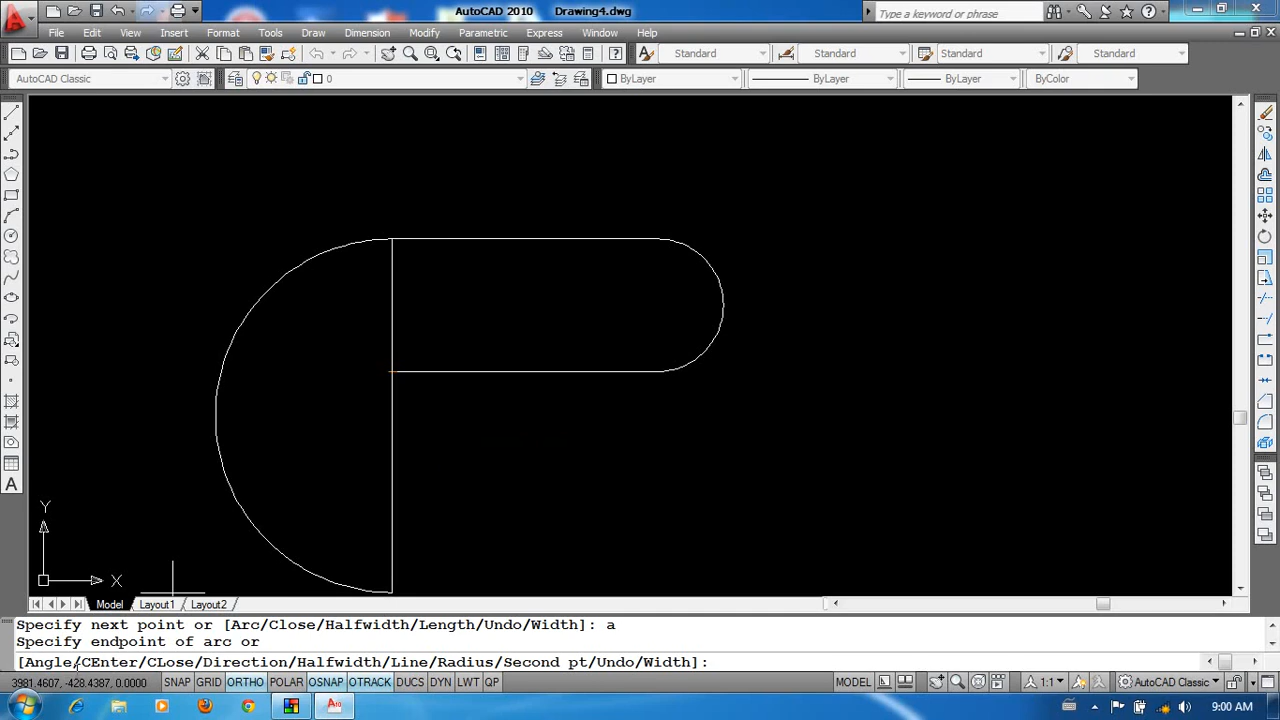 AutoCAD 2010 Drawing4.dwg
Type a keyword or phrase
File Edit View Insert Format Tools Draw Dimension Modify Parametric Express Window Help
Standard Standard Standard Standard
AutoCAD Classic 0 ByLayer ByLayer ByLayer ByColor
A
Y
X
Model Layout1 Layout2
Specify next point or [Arc/Close/Halfwidth/Length/Undo/Width]: a
Specify endpoint of arc or
[Angle/CEnter/CLose/Direction/Halfwidth/Line/Radius/Second pt/Undo/Width]:
3981.4607, -428.4387, 0.0000 SNAP GRID ORTHO POLAR OSNAP OTRACK DUCS DYN LWT QP MODEL 1:1 AutoCAD Classic
9:00 AM